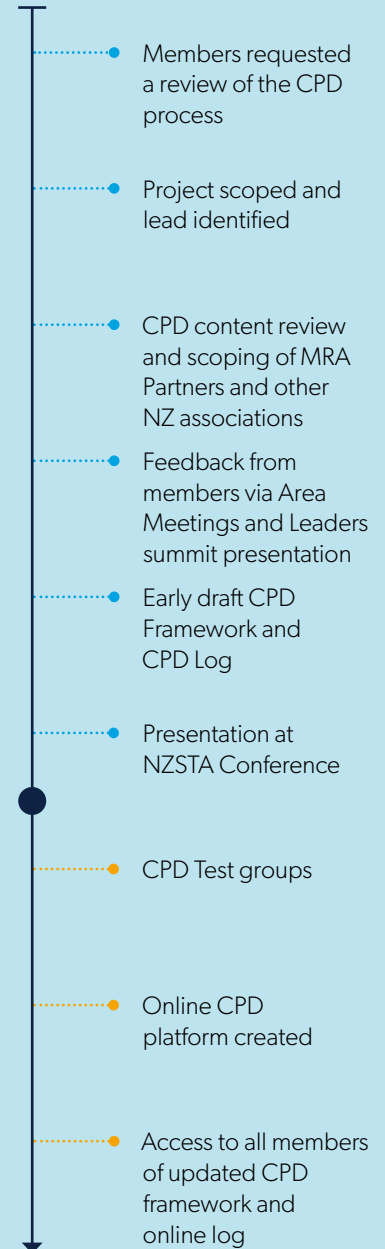 Members requested
a review of the CPD
process
Project scoped and
lead identified
CPD content review
and scoping of MRA
Partners and other
NZ associations
Feedback from
members via Area
Meetings and Leaders
summit presentation
Early draft CPD
Framework and
CPD Log
Presentation at
NZSTA Conference
CPD Test groups
Online CPD
platform created
Access to all members
of updated CPD
framework and
online log